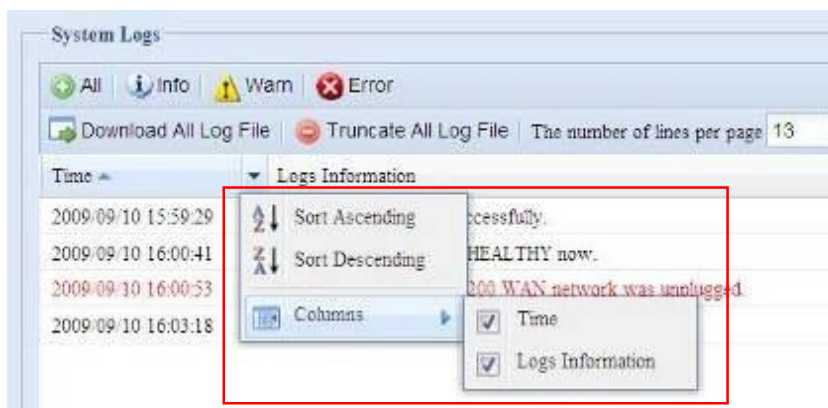 System Logs
All Info Warn Error
Download All Log File Truncate All Log File The number of lines per page 13
Time Logs Information
2009/09/10 15:59:29 Sort Ascending ccessfully.
2009/09/10 16:00:41 Sort Descending HEALTHY now.
2009/09/10 16:00:53 200 WAN network was unplugged.
2009/09/10 16:03:18 Columns Time
Logs Information